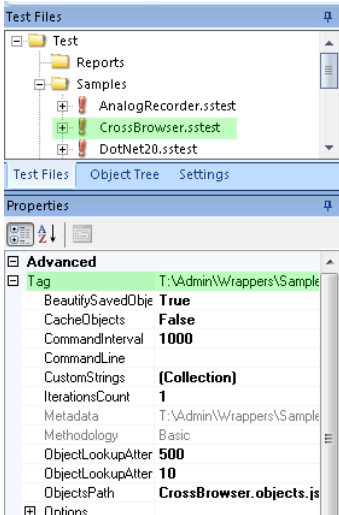 Test Files
Test
Reports
Samples
AnalogRecorder.sstest
CrossBrowser.sstest
DotNet20.sstest
Test Files Object Tree Settings
Properties
Advanced
Tag T:\Admin\Wrappers\Sample
BeautifySavedObje True
CacheObjects False
CommandInterval 1000
CommandLine
CustomStrings (Collection)
IterationsCount 1
Metadata T:\Admin\Wrappers\Sample
Methodology Basic
ObjectLookupAtter 500
ObjectLookupAtter 10
ObjectsPath CrossBrowser.objects.js
Options